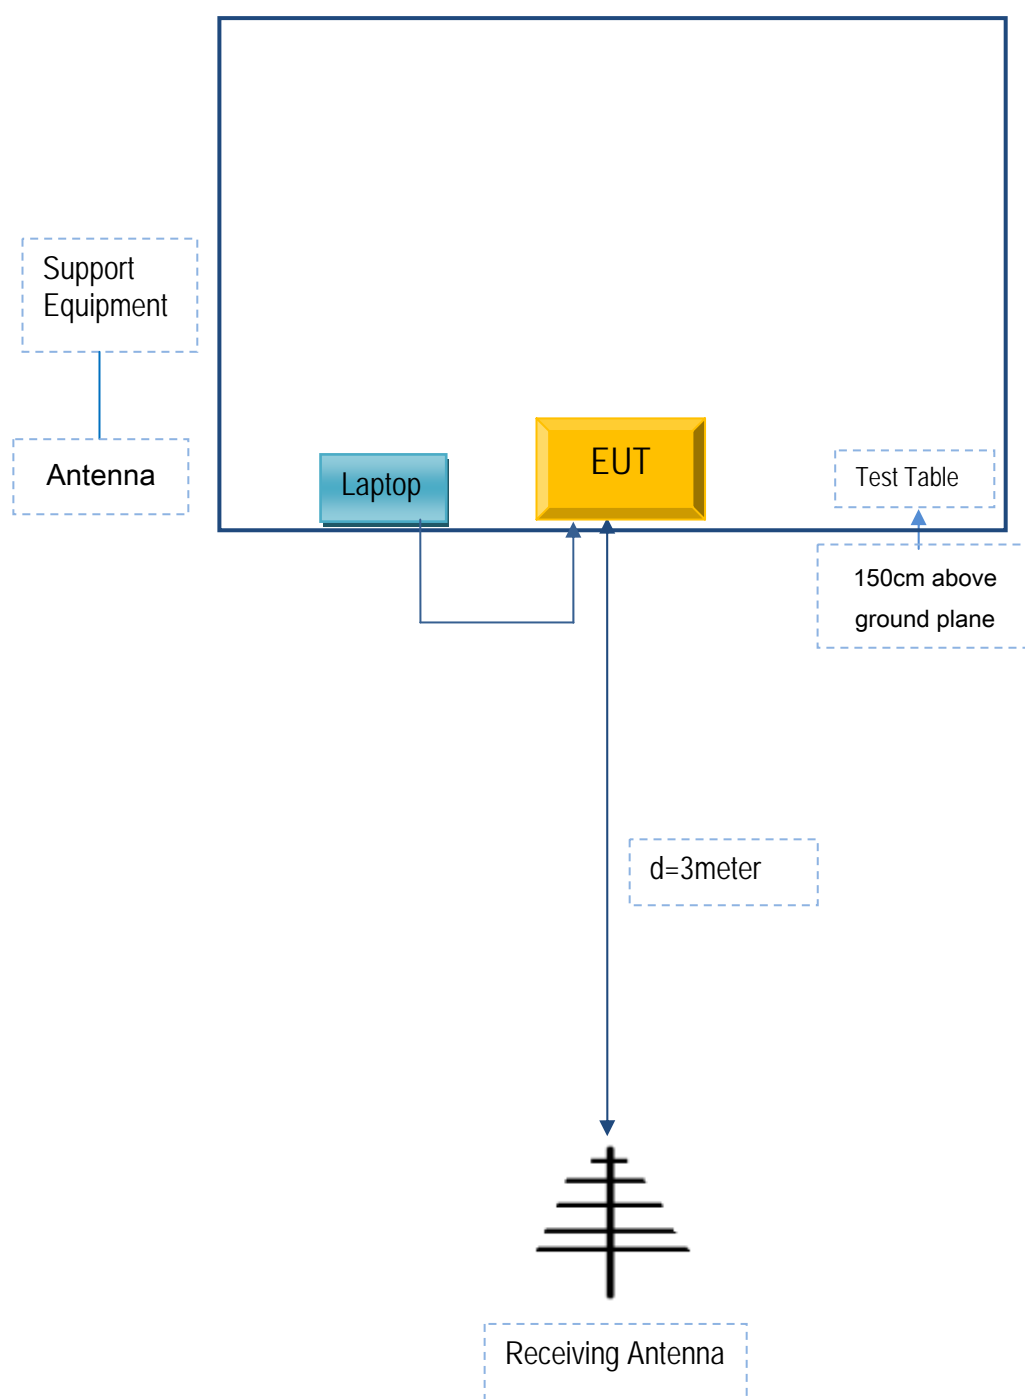 Support
Equipment
Antenna
Laptop
EUT
Test Table
150cm above
ground plane
d=3meter
Receiving Antenna